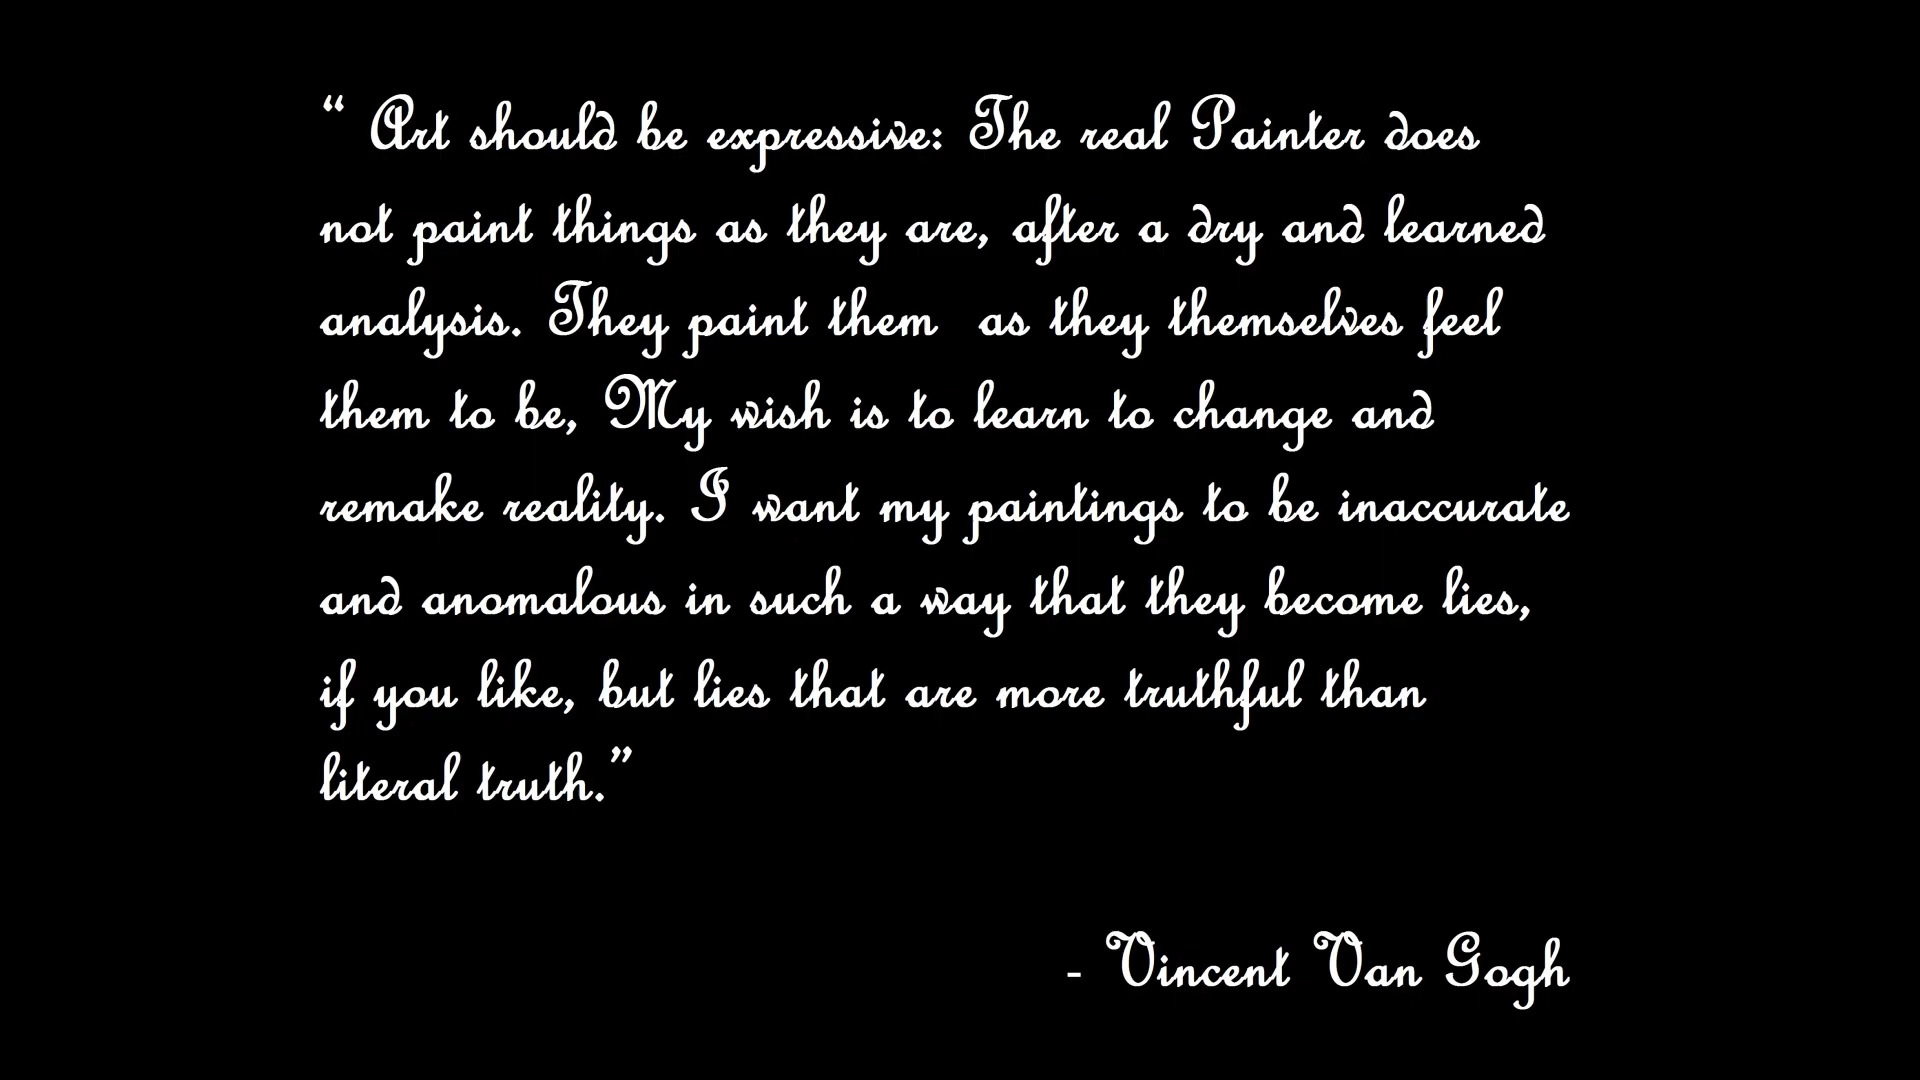 “ Art should be expressive: The real Painter does
not paint things as they are, after a dry and learned
analysis. They paint them  as they themselves feel
them to be, My wish is to learn to change and
remake reality. I want my paintings to be inaccurate
and anomalous in such a way that they become lies,
if you like, but lies that are more truthful than
literal truth.”
- Vincent Van Gogh